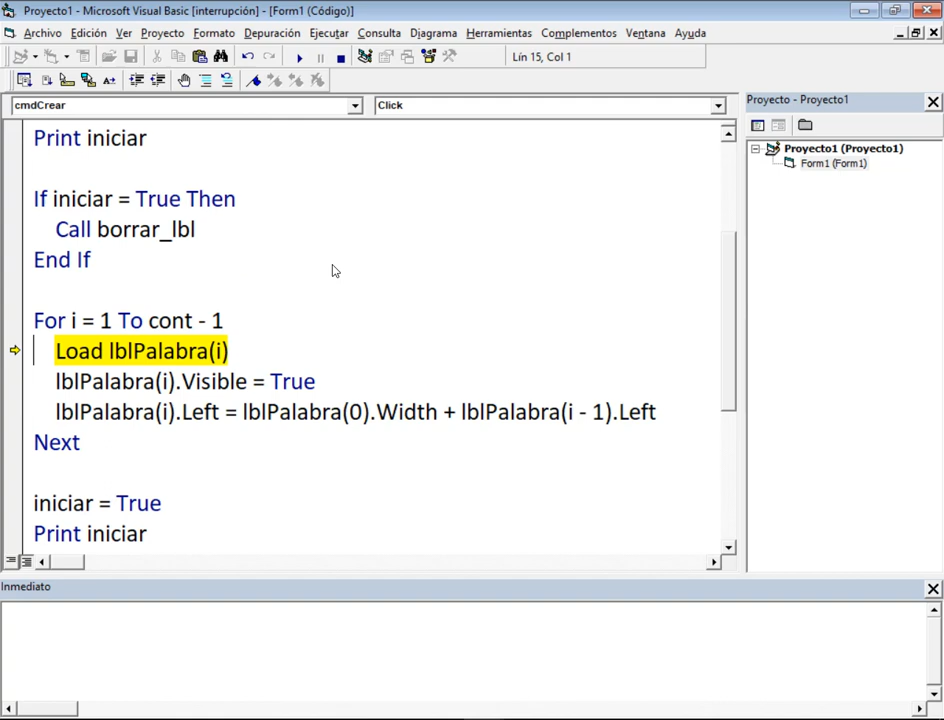 Proyecto1 - Microsoft Visual Basic [interrupción] - [Form1 (Código)]
Archivo Edición Ver Proyecto Formato Depuración Ejecutar Consulta Diagrama Herramientas Complementos Ventana Ayuda
Lín 15, Col 1
cmdCrear Click
Proyecto - Proyecto1
Proyecto1 (Proyecto1)
Form1 (Form1)
Print iniciar
If iniciar = True Then
Call borrar_lbl
End If
For i = 1 To cont - 1
Load lblPalabra(i)
lblPalabra(i).Visible = True
lblPalabra(i).Left = lblPalabra(0).Width + lblPalabra(i - 1).Left
Next
iniciar = True
Print iniciar
Inmediato